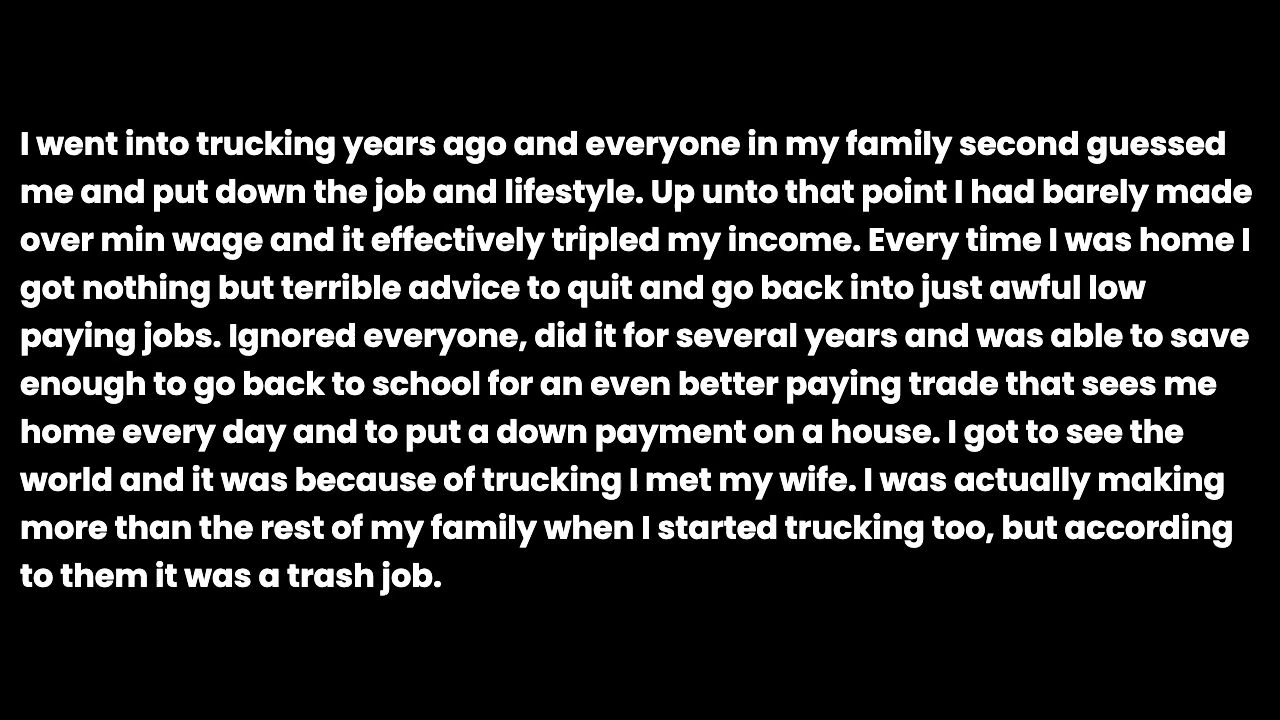 I went into trucking years ago and everyone in my family second guessed
me and put down the job and lifestyle. Up unto that point I had barely made
over min wage and it effectively tripled my income. Every time I was home I
got nothing but terrible advice to quit and go back into just awful low
paying jobs. Ignored everyone, did it for several years and was able to save
enough to go back to school for an even better paying trade that sees me
home every day and to put a down payment on a house. I got to see the
world and it was because of trucking I met my wife. I was actually making
more than the rest of my family when I started trucking too, but according
to them it was a trash job.